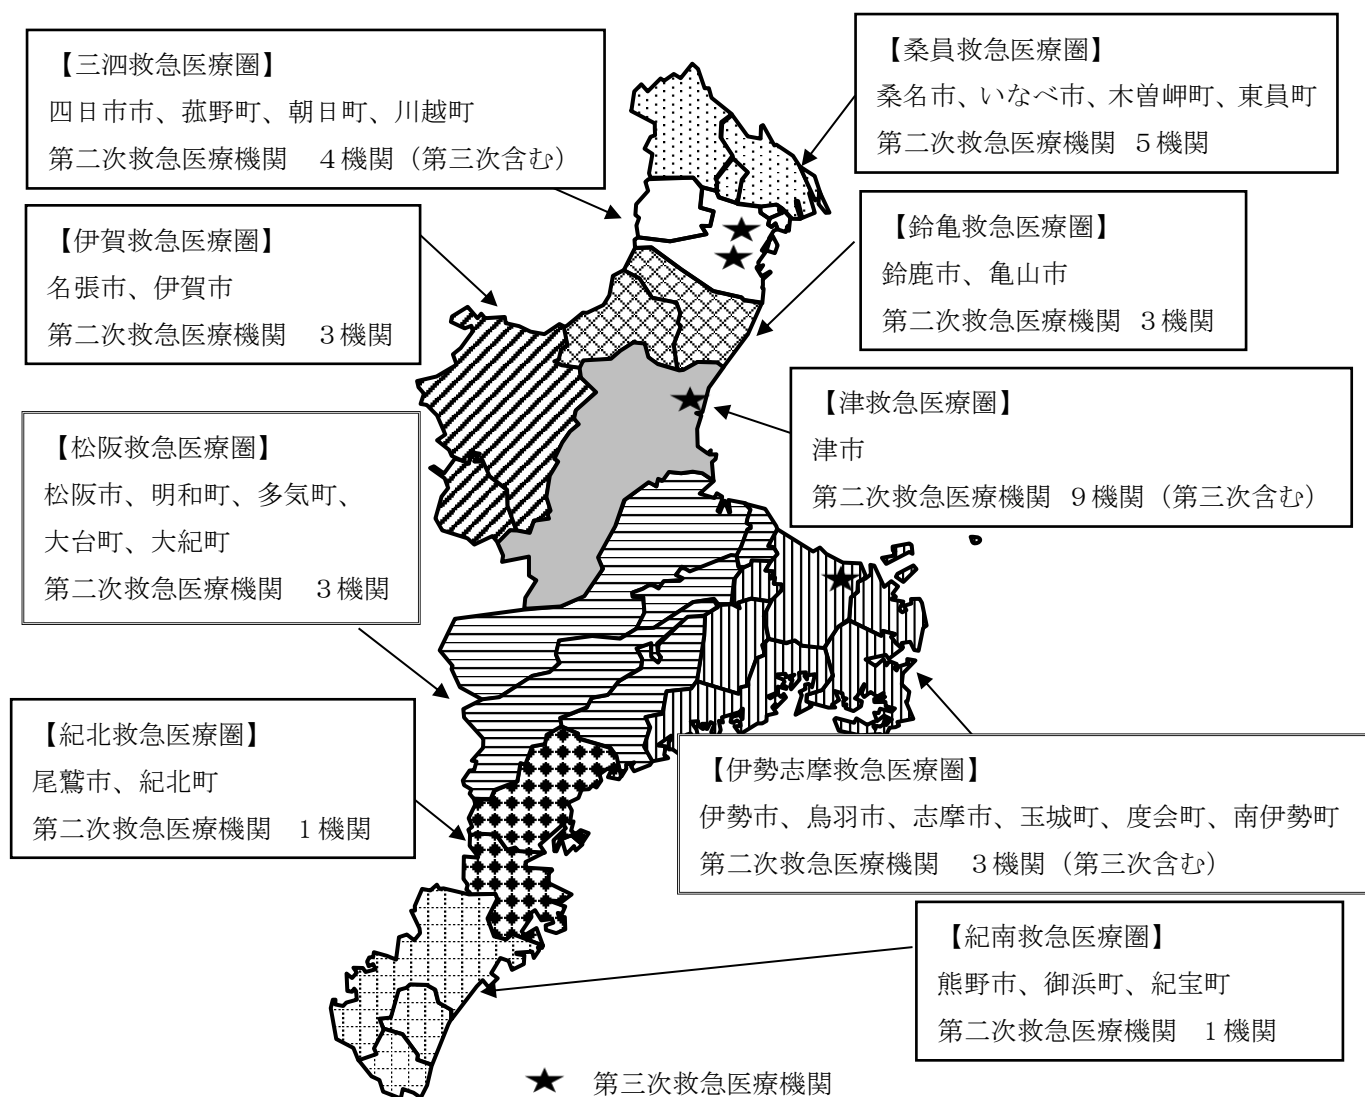 【三泗救急医療圏】
四日市市、菰野町、朝日町、川越町
第二次救急医療機関　４機関（第三次含む）
【桑員救急医療圏】
桑名市、いなべ市、木曽岬町、東員町
第二次救急医療機関　５機関
【伊賀救急医療圏】
名張市、伊賀市
第二次救急医療機関　３機関
【鈴亀救急医療圏】
鈴鹿市、亀山市
第二次救急医療機関　３機関
【津救急医療圏】
津市
第二次救急医療機関　９機関（第三次含む）
【松阪救急医療圏】
松阪市、明和町、多気町、
大台町、大紀町
第二次救急医療機関　３機関
【紀北救急医療圏】
尾鷲市、紀北町
第二次救急医療機関　１機関
【伊勢志摩救急医療圏】
伊勢市、鳥羽市、志摩市、玉城町、度会町、南伊勢町
第二次救急医療機関　３機関（第三次含む）
【紀南救急医療圏】
熊野市、御浜町、紀宝町
第二次救急医療機関　１機関
★　第三次救急医療機関